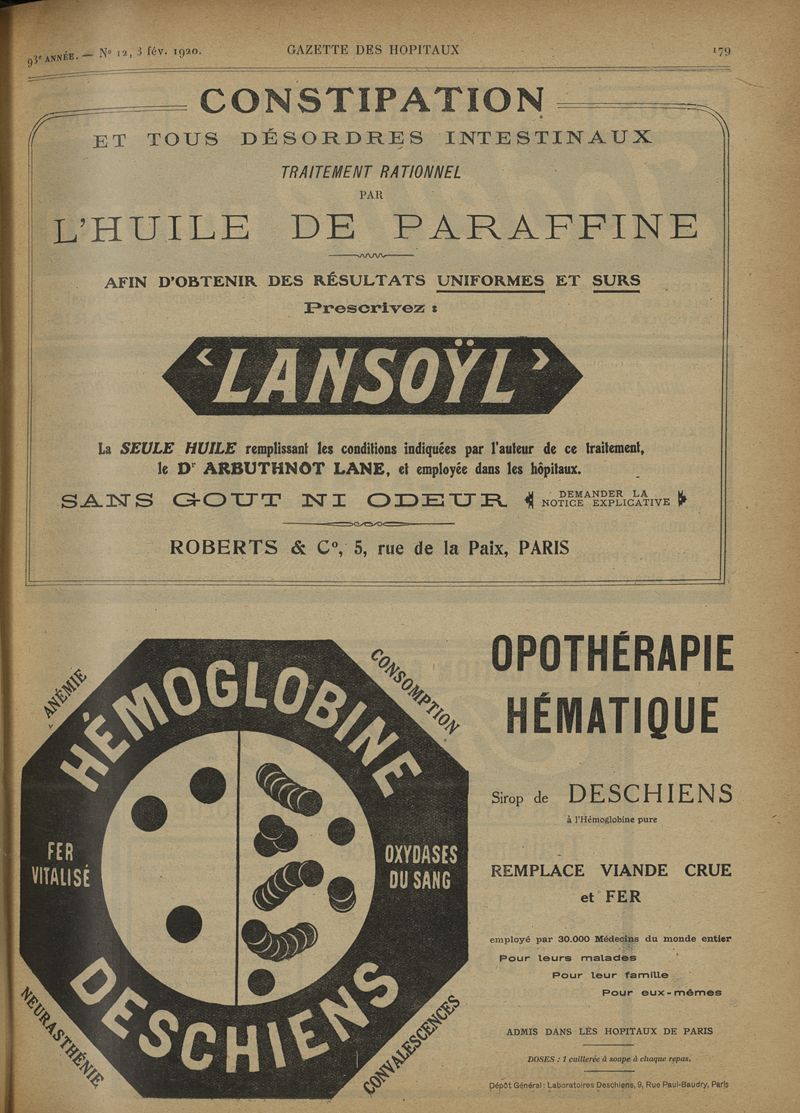 93e ANNÉE. — No 12, 3 fév. 1920.
GAZETTE DES HOPITAUX
179
CONSTIPATION
ET TOUS DÉSORDRES INTESTINAUX
TRAITEMENT RATIONNEL
PAR
L'HUILE DE PARAFFINE
AFIN D'OBTENIR DES RÉSULTATS UNIFORMES ET SURS
Prescrivez :
‹LANSOŸL›
La SEULE HUILE remplissant les conditions indiquées par l'auteur de ce traitement,
le Dr ARBUTHNOT LANE, et employée dans les hôpitaux.
SANS GOUT NI ODEUR
DEMANDER LA
NOTICE EXPLICATIVE
ROBERTS & Co, 5, rue de la Paix, PARIS
ANÉMIE
CONSOMPTION
HÉMOGLOBINE
FER
VITALISÉ
OXYDASES
DU SANG
DESCHIENS
NEURASTHÉNIE
CONVALESCENCES
OPOTHÉRAPIE
HÉMATIQUE
Sirop de DESCHIENS
à l'Hémoglobine pure
REMPLACE VIANDE CRUE
et FER
employé par 30.000 Médecins du monde entier
Pour leurs malades
Pour leur famille
Pour eux-mêmes
ADMIS DANS LES HOPITAUX DE PARIS
DOSES : 1 cuillerée à soupe à chaque repas.
Dépôt Général : Laboratoires Deschiens, 9, Rue Paul-Baudry, Paris